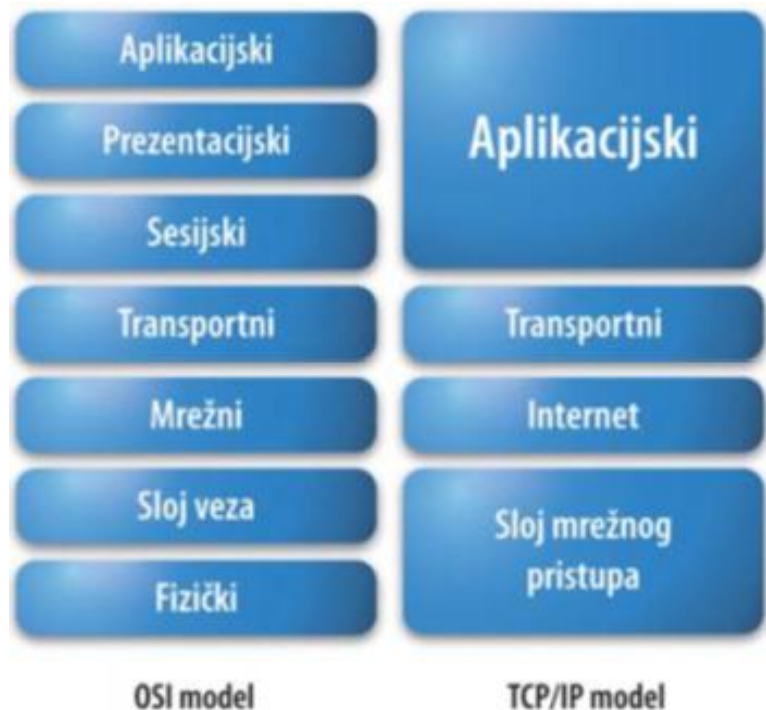 Aplikacijski
Prezentacijski
Sesijski
Transportni
Mrežni
Sloj veza
Fizički
OSI model
Aplikacijski
Transportni
Internet
Sloj mrežnog
pristupa
TCP/IP model